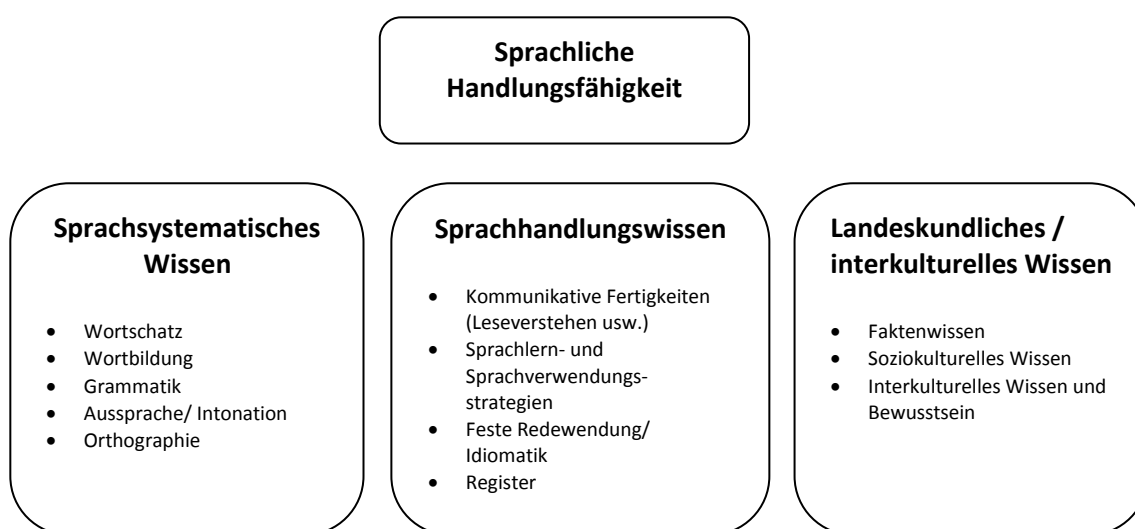 Sprachliche
Handlungsfähigkeit
Sprachsystematisches
Wissen
• Wortschatz
• Wortbildung
• Grammatik
• Aussprache/ Intonation
• Orthographie
Sprachhandlungswissen
• Kommunikative Fertigkeiten
(Leseverstehen usw.)
• Sprachlern- und
Sprachverwendungs-
strategien
• Feste Redewendung/
Idiomatik
• Register
Landeskundliches /
interkulturelles Wissen
• Faktenwissen
• Soziokulturelles Wissen
• Interkulturelles Wissen und
Bewusstsein